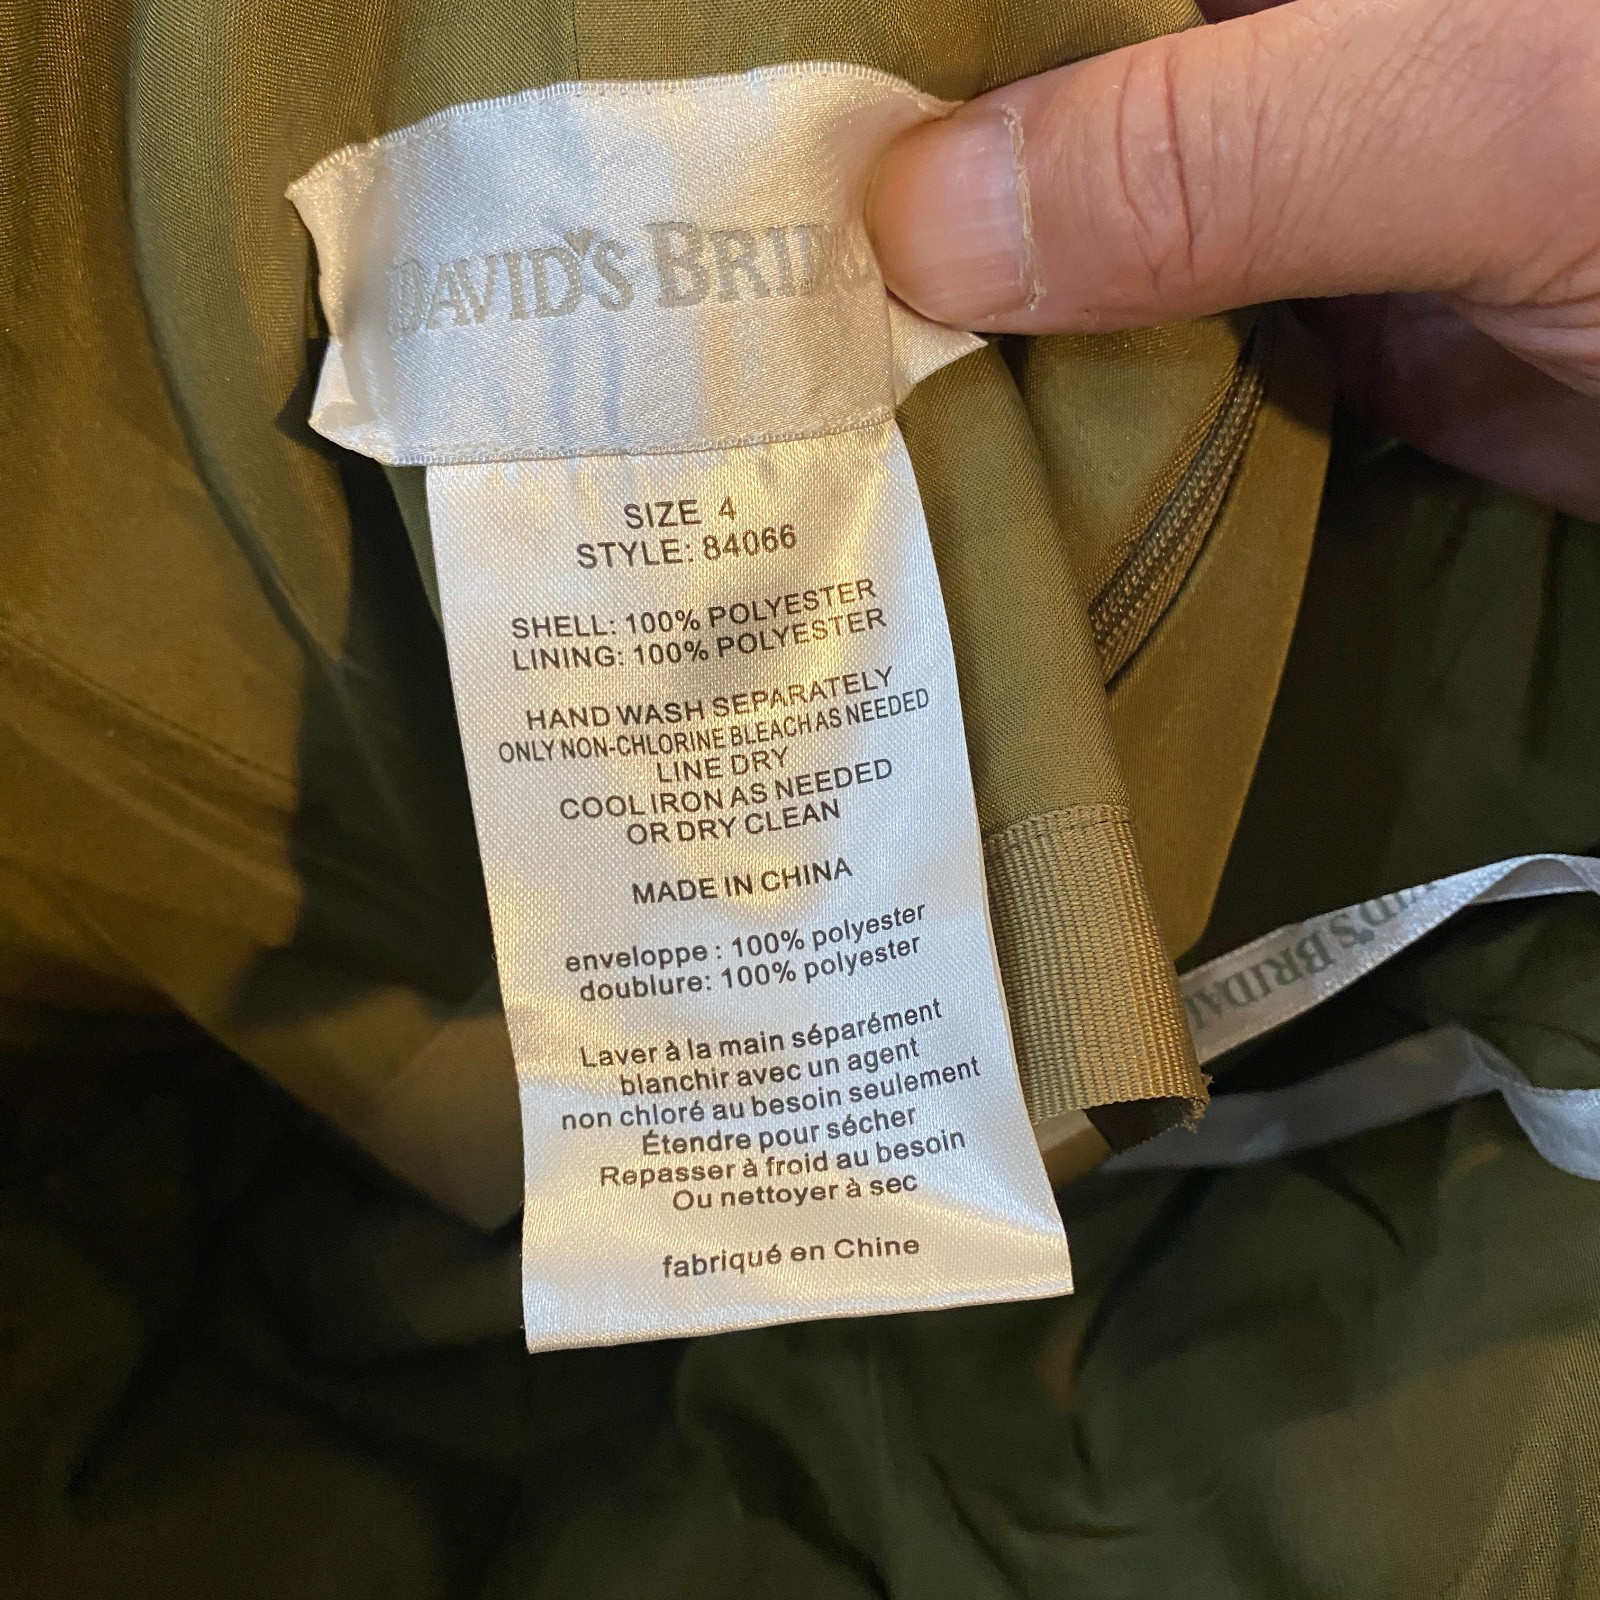 DAVID'S BRIDAL
SIZE 4
STYLE: 84066
SHELL: 100% POLYESTER
LINING: 100% POLYESTER
HAND WASH SEPARATELY
ONLY NON-CHLORINE BLEACH AS NEEDED
LINE DRY
COOL IRON AS NEEDED
OR DRY CLEAN
MADE IN CHINA
enveloppe : 100% polyester
doublure: 100% polyester
Laver à la main séparément
blanchir avec un agent
non chloré au besoin seulement
Étendre pour sécher
Repasser à froid au besoin
Ou nettoyer à sec
fabriqué en Chine
DAVID'S BRIDAL